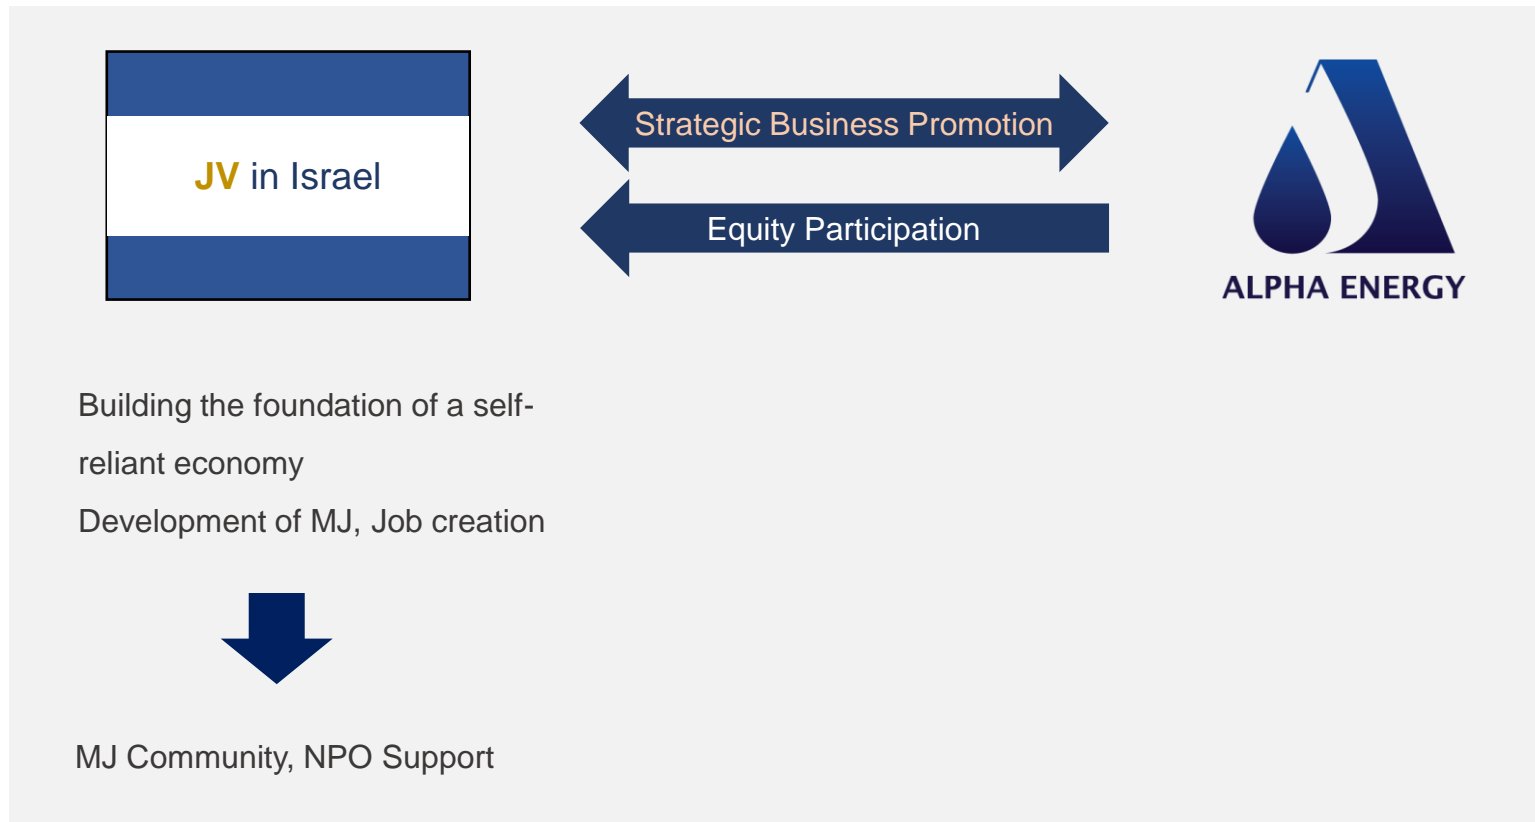 JV in Israel
Strategic Business Promotion
Equity Participation
ALPHA ENERGY
Building the foundation of a self-
reliant economy
Development of MJ, Job creation
MJ Community, NPO Support